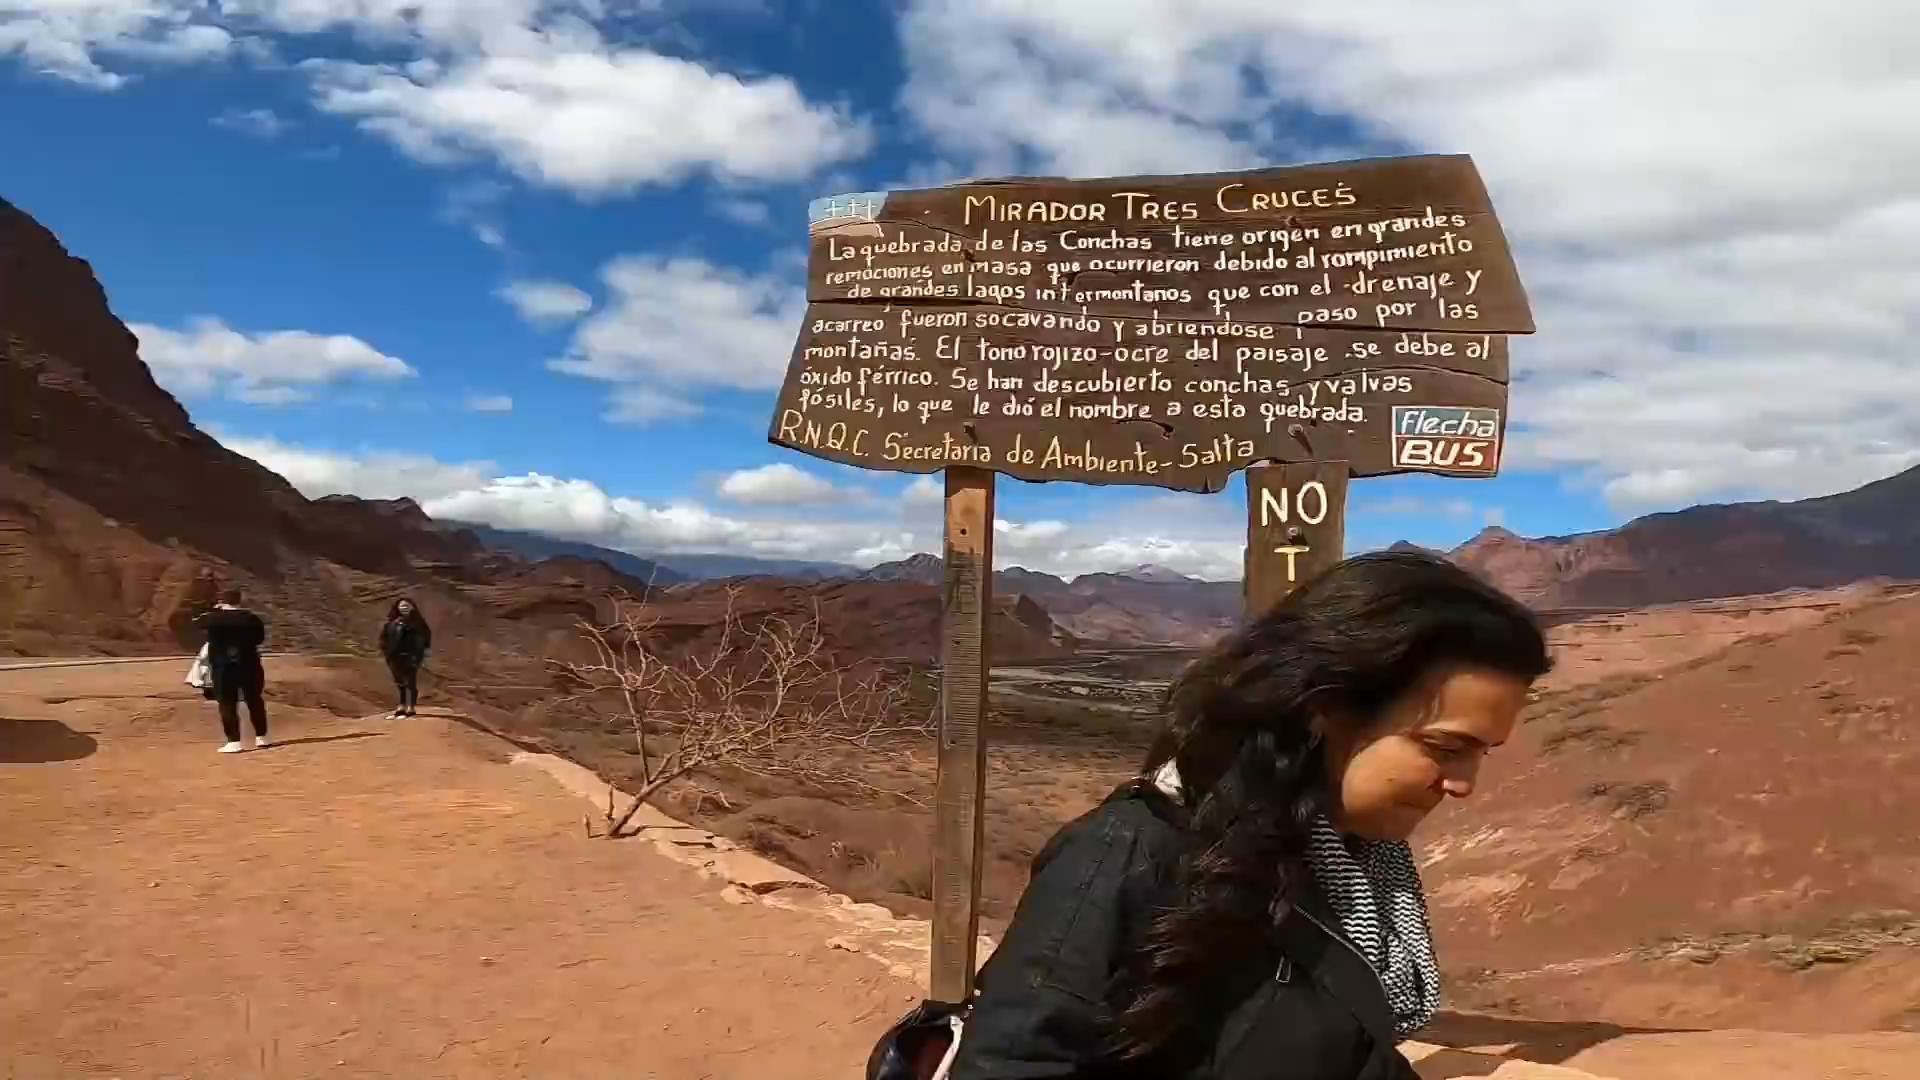 MIRADOR TRES CRUCES
La quebrada de las Conchas tiene origen en grandes
remociones en masa que ocurrieron debido al rompimiento
de grandes lagos intermontanos que con el drenaje y
acarreo fueron socavando y abriéndose paso por las
montañas. El tono rojizo-ocre del paisaje se debe al
óxido férrico. Se han descubierto conchas y valvas
fósiles, lo que le dió el nombre a esta quebrada.
R.N.Q.C. Secretaria de Ambiente-Salta
Flecha
BUS
NO
T